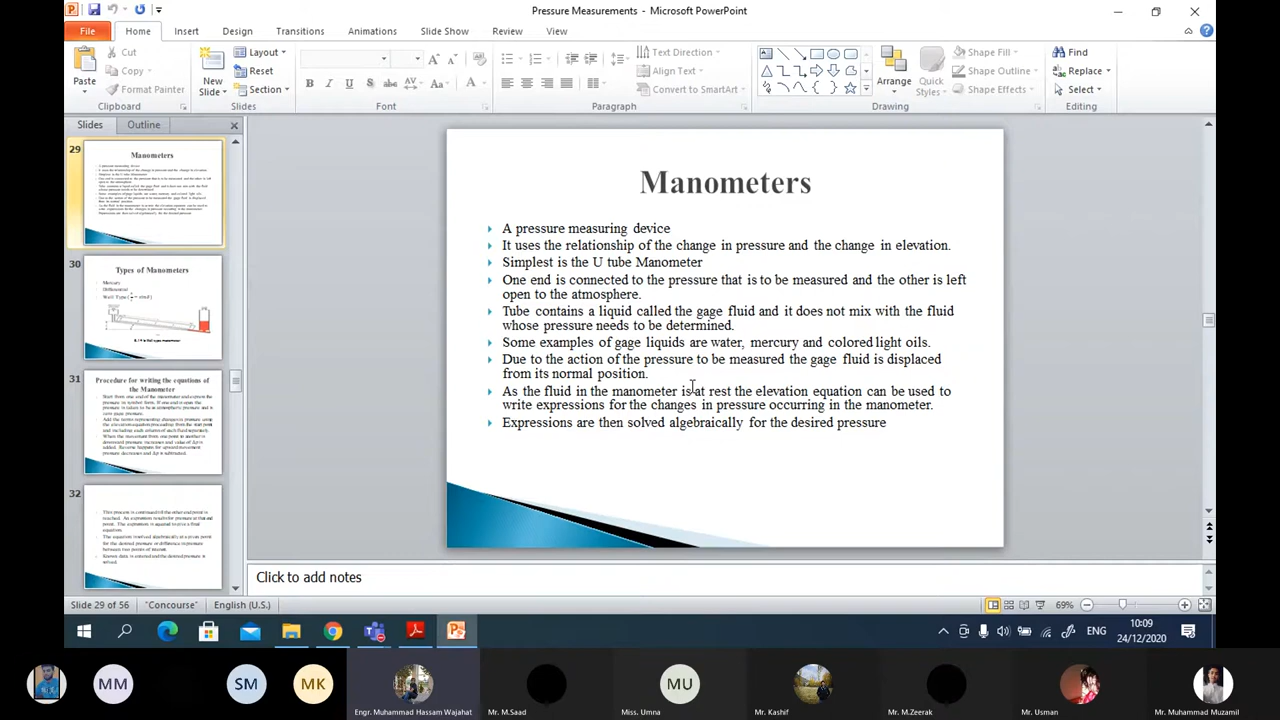 Pressure Measurements - Microsoft PowerPoint
File Home Insert Design Transitions Animations Slide Show Review View
Paste
Cut
Copy
Format Painter
Clipboard
New
Slide
Layout
Reset
Section
Slides
Font
Text Direction
Align Text
Convert to SmartArt
Paragraph
Arrange
Quick
Styles
Shape Fill
Shape Outline
Shape Effects
Drawing
Find
Replace
Select
Editing
Slides Outline
29
Manometers
30
Types of Manometers
Mercury
Differential
31
Procedure for writing the equations of
the Manometer
32
This process is continued till the other end point is
Manometers
A pressure measuring device
It uses the relationship of the change in pressure and the change in elevation.
Simplest is the U tube Manometer
One end is connected to the pressure that is to be measured and the other is left
open to the atmosphere.
Tube contains a liquid called the gage fluid and it does not mix with the fluid
whose pressure needs to be determined.
Some examples of gage liquids are water, mercury and colored light oils.
Due to the action of the pressure to be measured the gage fluid is displaced
from its normal position.
As the fluid in the manometer is at rest the elevation equation can be used to
write expressions for the changes in pressure occurring in the manometer.
Expressions are then solved algebraically for the desired pressure
Click to add notes
Slide 29 of 56 "Concourse" English (U.S.) 69%
ENG
10:09
24/12/2020
MM
SM
MK
Engr. Muhammad Hassam Wajahat
Mr. M.Saad
MU
Miss. Umna
Mr. Kashif
Mr. M.Zeerak
Mr. Usman
Mr. Muhammad Muzamil